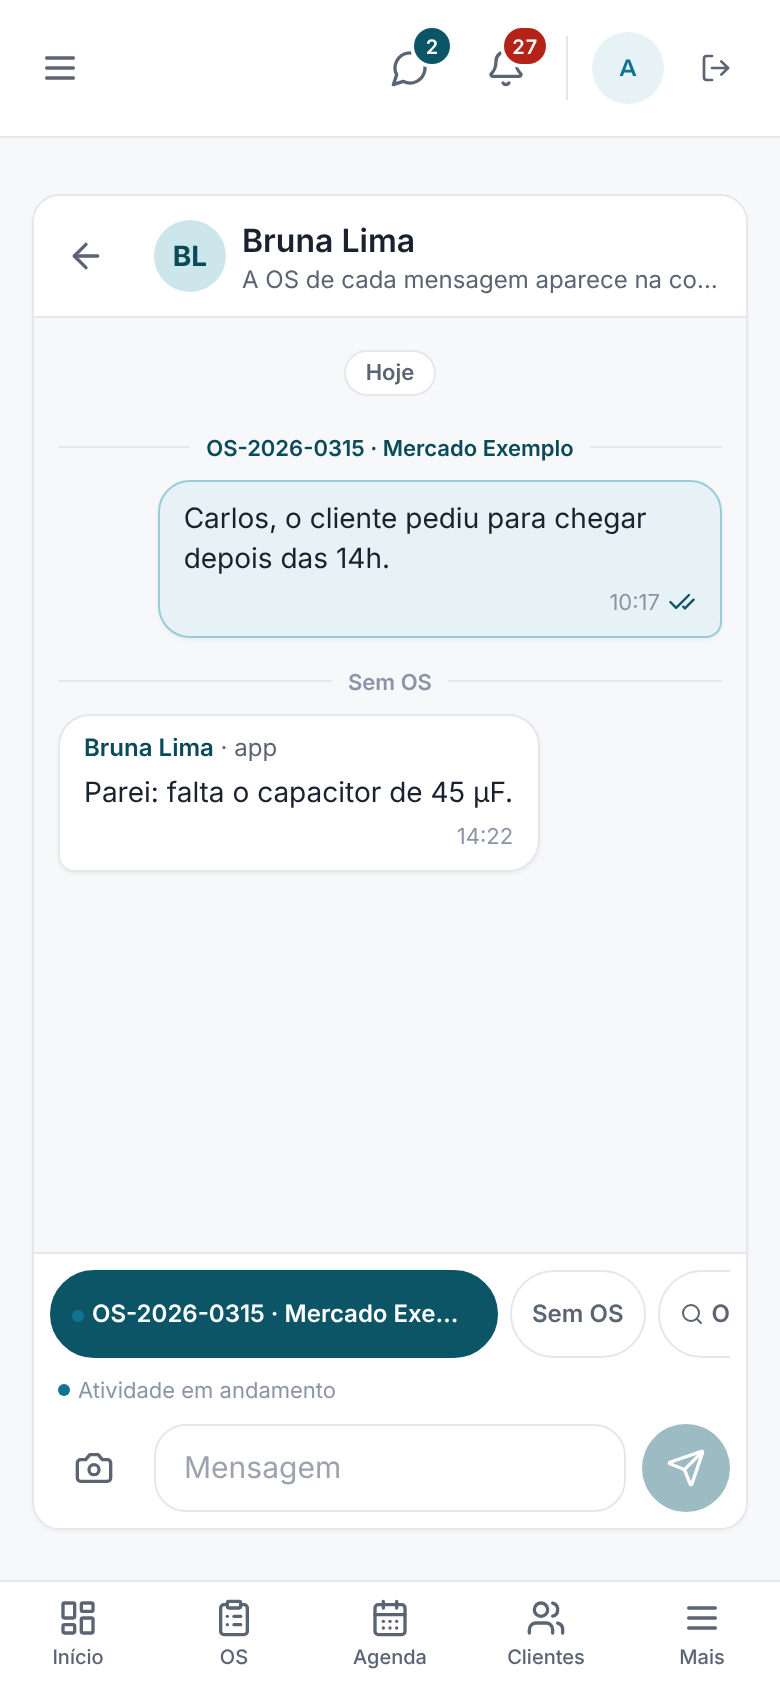 2
27
A
BL
Bruna Lima
A OS de cada mensagem aparece na co...
Hoje
OS-2026-0315 · Mercado Exemplo
Carlos, o cliente pediu para chegar
depois das 14h.
10:17
Sem OS
Bruna Lima · app
Parei: falta o capacitor de 45 µF.
14:22
OS-2026-0315 · Mercado Exe...
Sem OS
O
Atividade em andamento
Mensagem
Início
OS
Agenda
Clientes
Mais